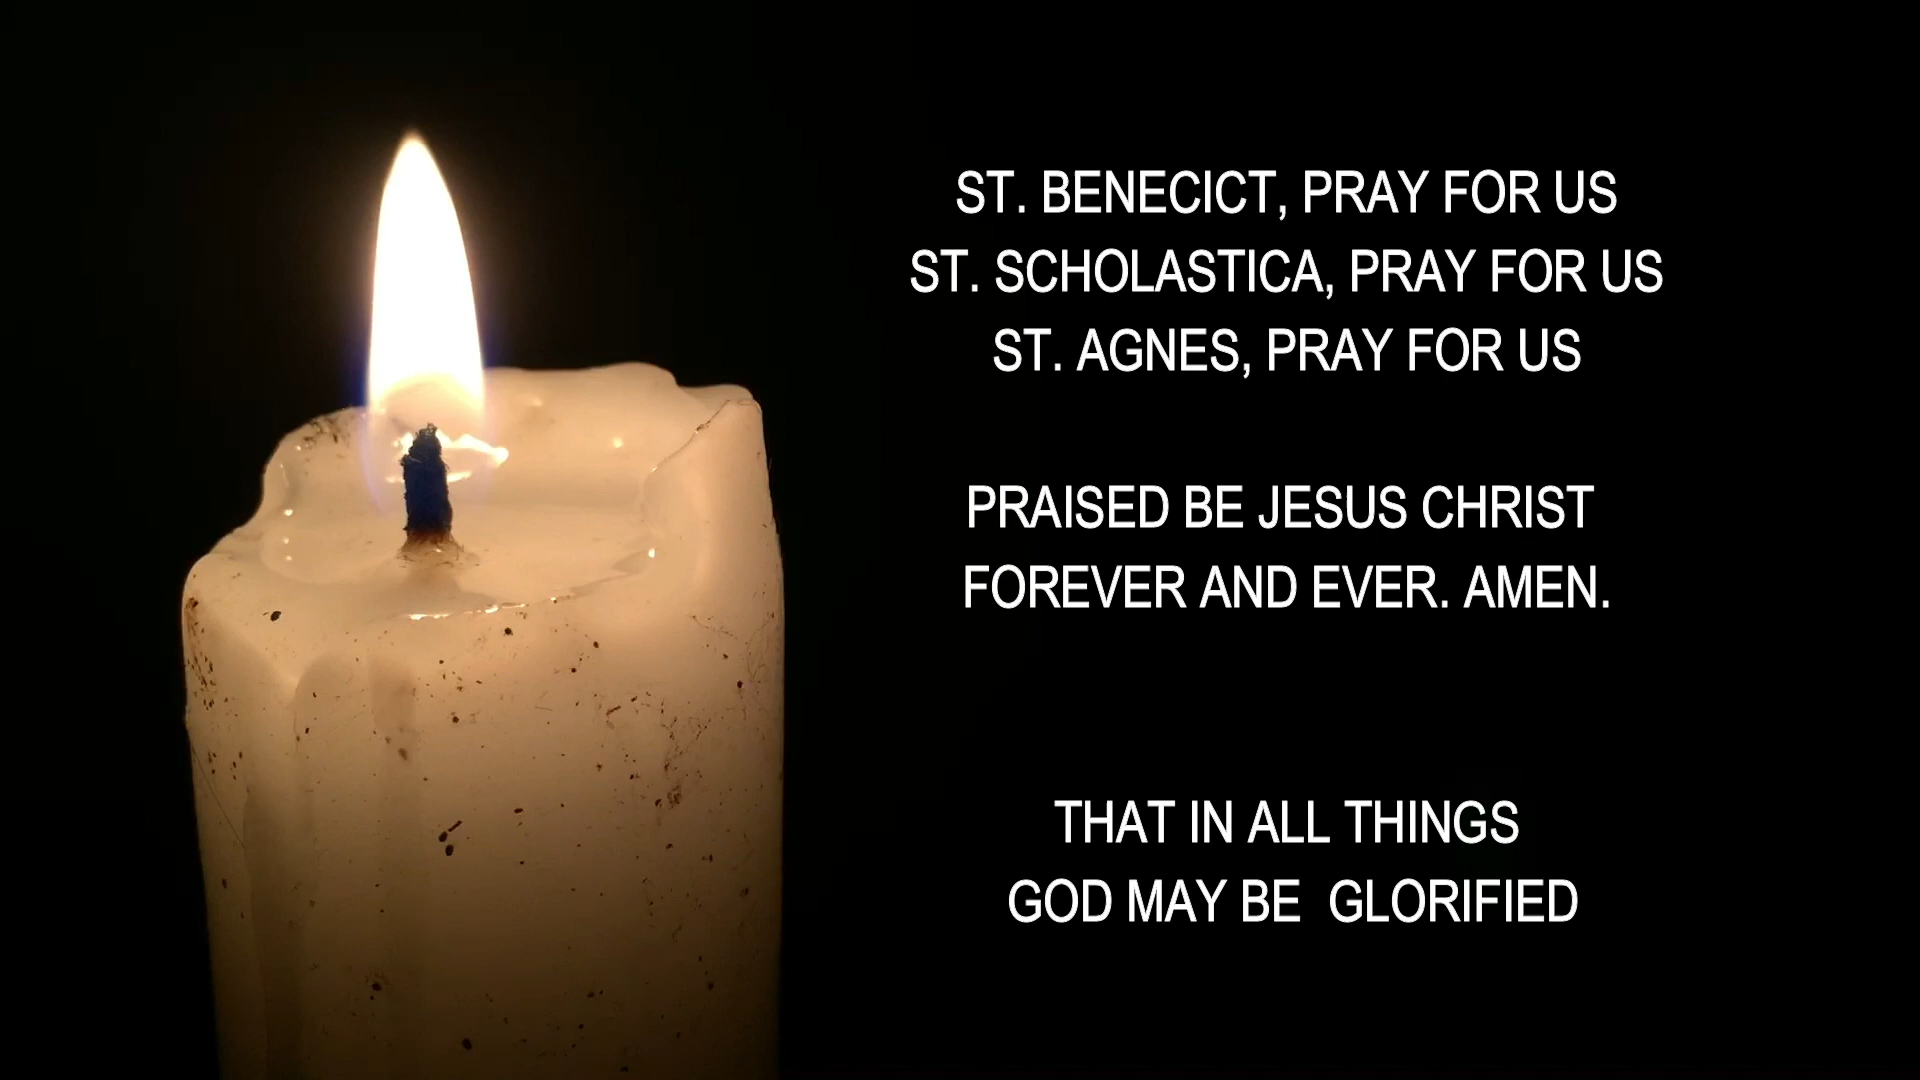 ST. BENECICT, PRAY FOR US
ST. SCHOLASTICA, PRAY FOR US
ST. AGNES, PRAY FOR US
PRAISED BE JESUS CHRIST
FOREVER AND EVER. AMEN.
THAT IN ALL THINGS
GOD MAY BE  GLORIFIED